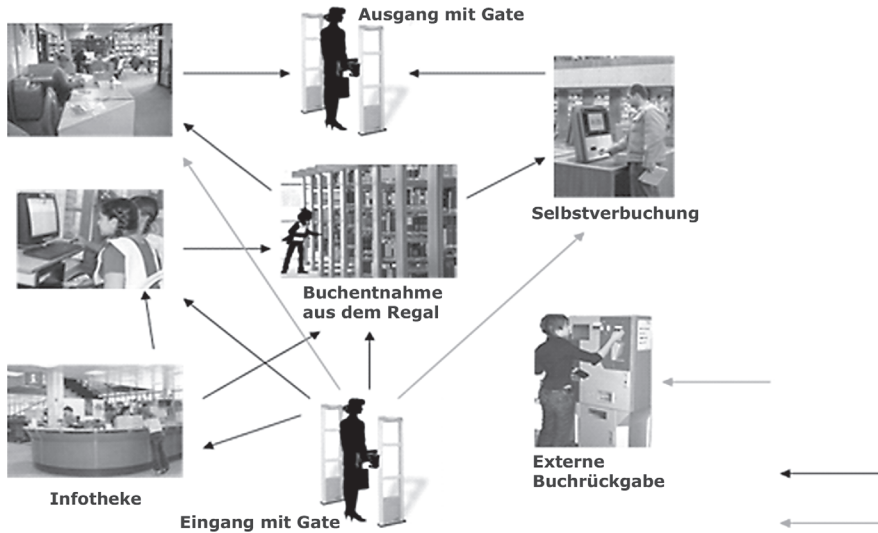 Ausgang mit Gate
Selbstverbuchung
Buchentnahme
aus dem Regal
Externe
Buchrückgabe
Infotheke
Eingang mit Gate